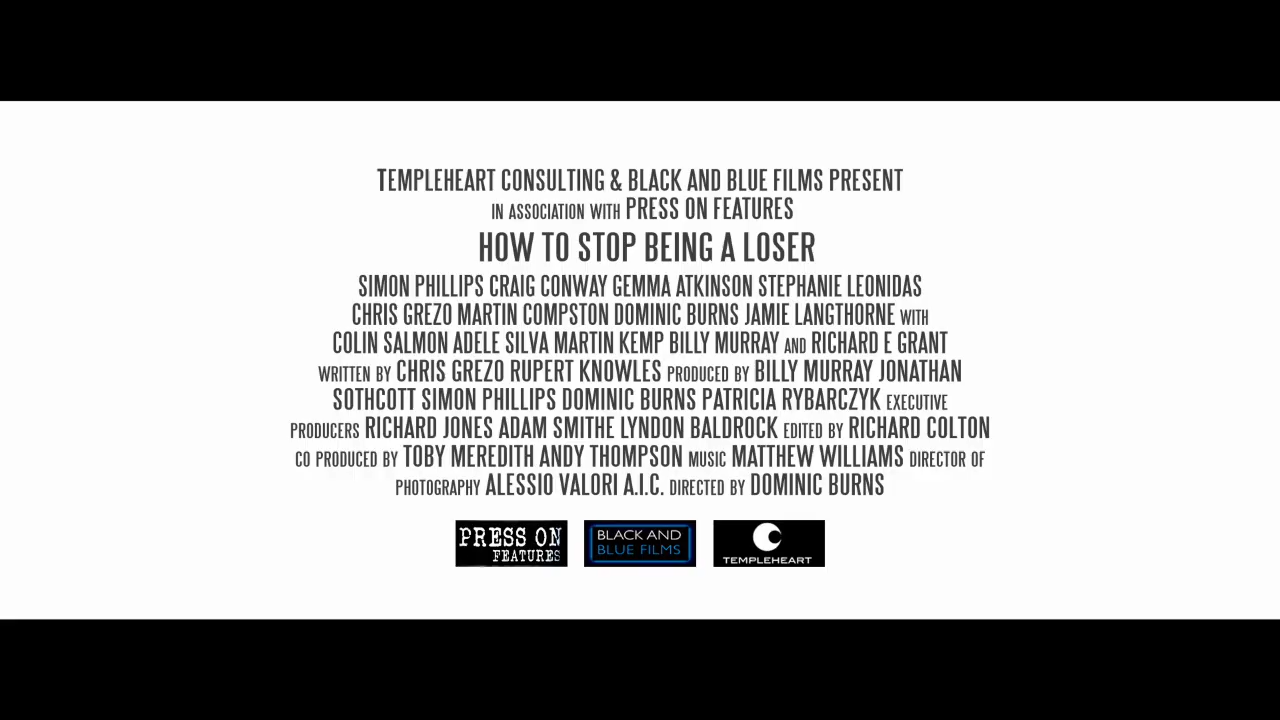 TEMPLEHEART CONSULTING & BLACK AND BLUE FILMS PRESENT
IN ASSOCIATION WITH PRESS ON FEATURES
HOW TO STOP BEING A LOSER
SIMON PHILLIPS CRAIG CONWAY GEMMA ATKINSON STEPHANIE LEONIDAS
CHRIS GREZO MARTIN COMPSTON DOMINIC BURNS JAMIE LANGTHORNE WITH
COLIN SALMON ADELE SILVA MARTIN KEMP BILLY MURRAY AND RICHARD E GRANT
WRITTEN BY CHRIS GREZO RUPERT KNOWLES PRODUCED BY BILLY MURRAY JONATHAN
SOTHCOTT SIMON PHILLIPS DOMINIC BURNS PATRICIA RYBARCZYK EXECUTIVE
PRODUCERS RICHARD JONES ADAM SMITHE LYNDON BALDROCK EDITED BY RICHARD COLTON
CO PRODUCED BY TOBY MEREDITH ANDY THOMPSON MUSIC MATTHEW WILLIAMS DIRECTOR OF
PHOTOGRAPHY ALESSIO VALORI A.I.C. DIRECTED BY DOMINIC BURNS
PRESS ON
FEATURES
BLACK AND
BLUE FILMS
TEMPLEHEART